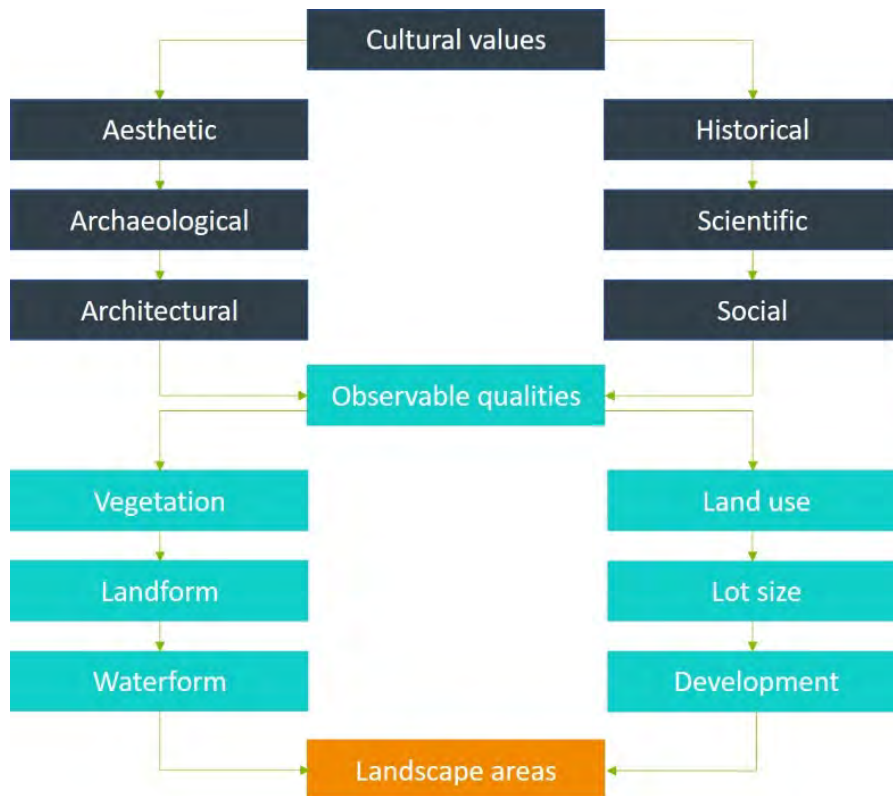 Cultural values
Aesthetic
Historical
Archaeological
Scientific
Architectural
Social
Observable qualities
Vegetation
Land use
Landform
Lot size
Waterform
Development
Landscape areas